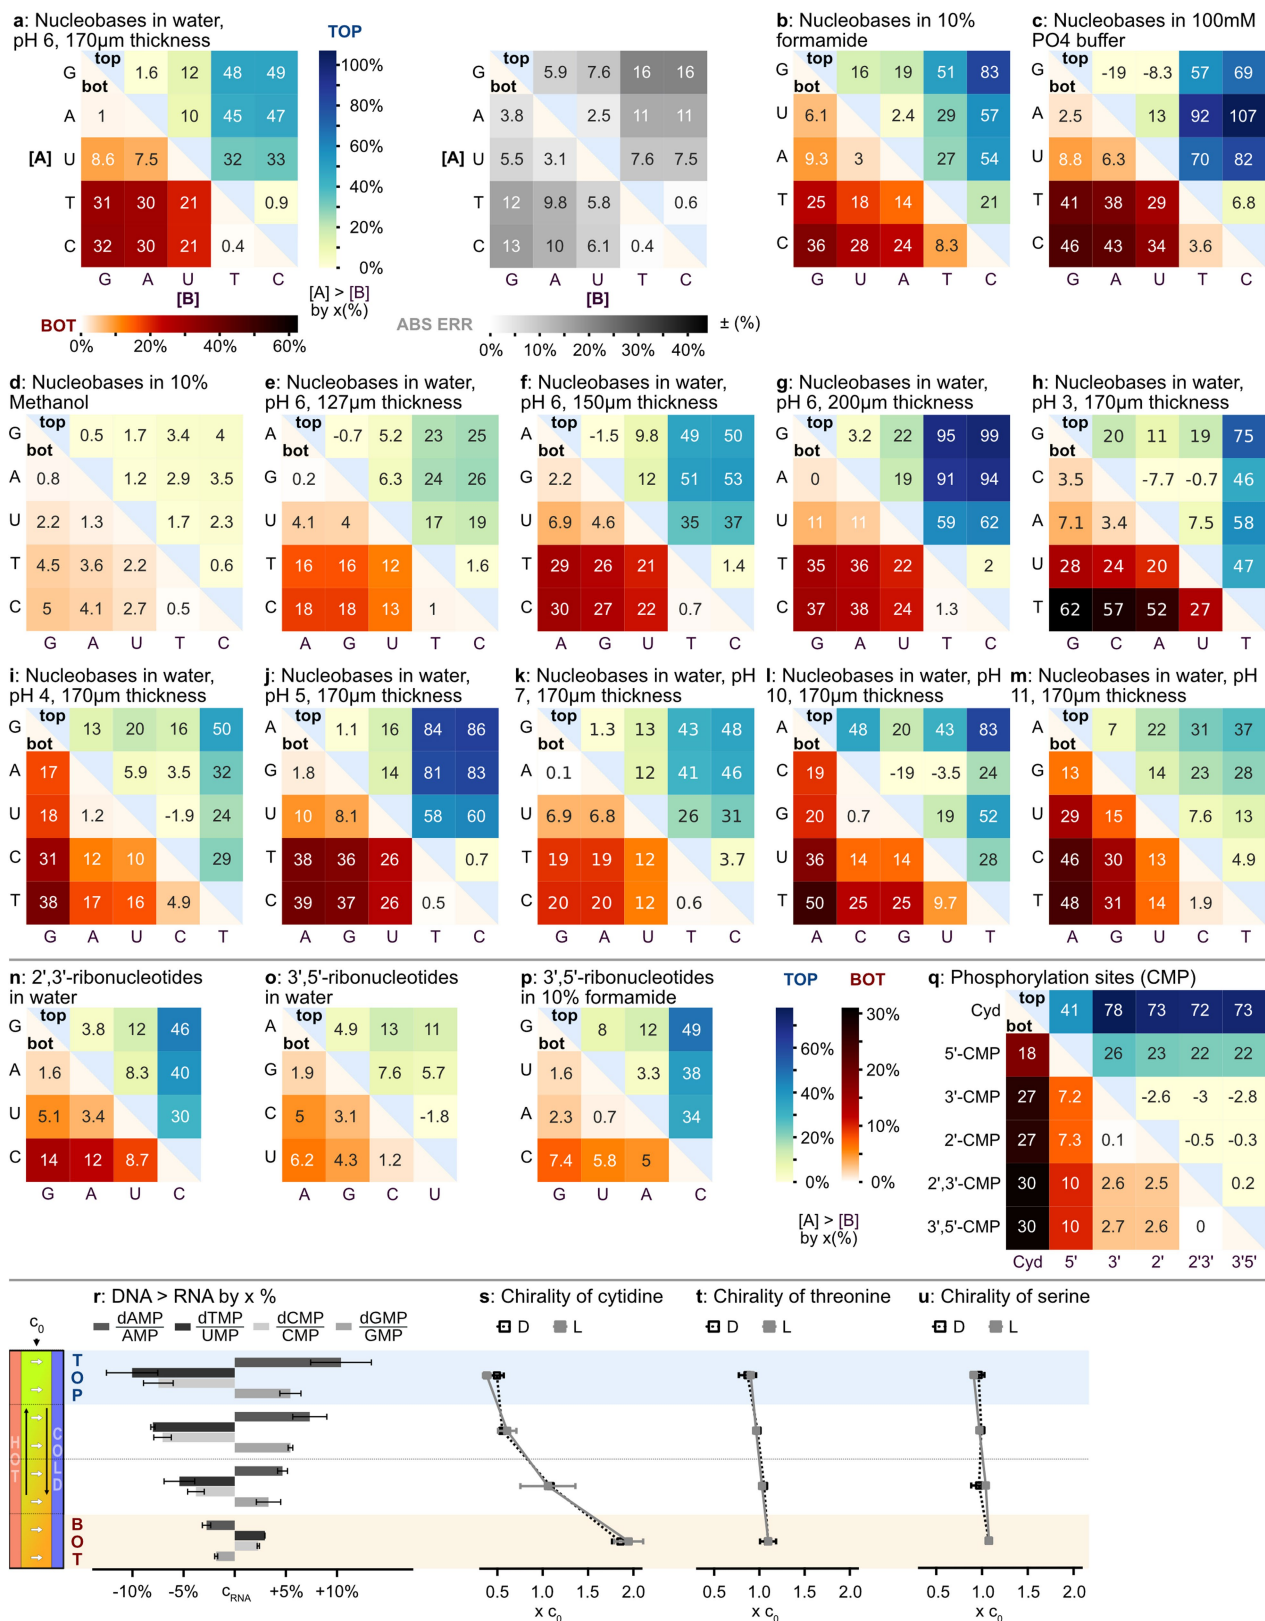 a: Nucleobases in water,
pH 6, 170µm thickness
TOP
top
bot
G 1.6 12 48 49
A 1 10 45 47
[A] U 8.6 7.5 32 33
T 31 30 21 0.9
C 32 30 21 0.4
G A U T C
[B]
100%
80%
60%
40%
20%
0%
[A] > [B]
by x(%)
BOT
0% 20% 40% 60%
top
bot
G 5.9 7.6 16 16
A 3.8 2.5 11 11
[A] U 5.5 3.1 7.6 7.5
T 12 9.8 5.8 0.6
C 13 10 6.1 0.4
G A U T C
[B]
ABS ERR
± (%)
0% 10% 20% 30% 40%
b: Nucleobases in 10%
formamide
top
bot
G 16 19 51 83
U 6.1 2.4 29 57
A 9.3 3 27 54
T 25 18 14 21
C 36 28 24 8.3
G U A T C
c: Nucleobases in 100mM
PO4 buffer
top
bot
G -19 -8.3 57 69
A 2.5 13 92 107
U 8.8 6.3 70 82
T 41 38 29 6.8
C 46 43 34 3.6
G A U T C
d: Nucleobases in 10%
Methanol
top
bot
G 0.5 1.7 3.4 4
A 0.8 1.2 2.9 3.5
U 2.2 1.3 1.7 2.3
T 4.5 3.6 2.2 0.6
C 5 4.1 2.7 0.5
G A U T C
e: Nucleobases in water,
pH 6, 127µm thickness
top
bot
A -0.7 5.2 23 25
G 0.2 6.3 24 26
U 4.1 4 17 19
T 16 16 12 1.6
C 18 18 13 1
A G U T C
f: Nucleobases in water,
pH 6, 150µm thickness
top
bot
A -1.5 9.8 49 50
G 2.2 12 51 53
U 6.9 4.6 35 37
T 29 26 21 1.4
C 30 27 22 0.7
A G U T C
g: Nucleobases in water,
pH 6, 200µm thickness
top
bot
G 3.2 22 95 99
A 0 19 91 94
U 11 11 59 62
T 35 36 22 2
C 37 38 24 1.3
G A U T C
h: Nucleobases in water,
pH 3, 170µm thickness
top
bot
G 20 11 19 75
C 3.5 -7.7 -0.7 46
A 7.1 3.4 7.5 58
U 28 24 20 47
T 62 57 52 27
G C A U T
i: Nucleobases in water,
pH 4, 170µm thickness
top
bot
G 13 20 16 50
A 17 5.9 3.5 32
U 18 1.2 -1.9 24
C 31 12 10 29
T 38 17 16 4.9
G A U C T
j: Nucleobases in water,
pH 5, 170µm thickness
top
bot
A 1.1 16 84 86
G 1.8 14 81 83
U 10 8.1 58 60
T 38 36 26 0.7
C 39 37 26 0.5
A G U T C
k: Nucleobases in water, pH
7, 170µm thickness
top
bot
G 1.3 13 43 48
A 0.1 12 41 46
U 6.9 6.8 26 31
T 19 19 12 3.7
C 20 20 12 0.6
G A U T C
l: Nucleobases in water, pH
10, 170µm thickness
top
bot
A 48 20 43 83
C 19 -19 -3.5 24
G 20 0.7 19 52
U 36 14 14 28
T 50 25 25 9.7
A C G U T
m: Nucleobases in water, pH
11, 170µm thickness
top
bot
A 7 22 31 37
G 13 14 23 28
U 29 15 7.6 13
C 46 30 13 4.9
T 48 31 14 1.9
A G U C T
n: 2',3'-ribonucleotides
in water
top
bot
G 3.8 12 46
A 1.6 8.3 40
U 5.1 3.4 30
C 14 12 8.7
G A U C
o: 3',5'-ribonucleotides
in water
top
bot
A 4.9 13 11
G 1.9 7.6 5.7
C 5 3.1 -1.8
U 6.2 4.3 1.2
A G C U
p: 3',5'-ribonucleotides
in 10% formamide
top
bot
G 8 12 49
U 1.6 3.3 38
A 2.3 0.7 34
C 7.4 5.8 5
G U A C
TOP BOT
60%
40%
20%
0%
30%
20%
10%
0%
[A] > [B]
by x(%)
q: Phosphorylation sites (CMP)
top
bot
Cyd 41 78 73 72 73
5'-CMP 18 26 23 22 22
3'-CMP 27 7.2 -2.6 -3 -2.8
2'-CMP 27 7.3 0.1 -0.5 -0.3
2',3'-CMP 30 10 2.6 2.5 0.2
3',5'-CMP 30 10 2.7 2.6 0
Cyd 5' 3' 2' 2'3' 3'5'
r: DNA > RNA by x %
dAMP dTMP dCMP dGMP
AMP UMP CMP GMP
c0
HOT
COLD
TOP
BOT
-10% -5% cRNA +5% +10%
s: Chirality of cytidine
D L
0.5 1.0 1.5 2.0
x c0
t: Chirality of threonine
D L
0.5 1.0 1.5 2.0
x c0
u: Chirality of serine
D L
0.5 1.0 1.5 2.0
x c0